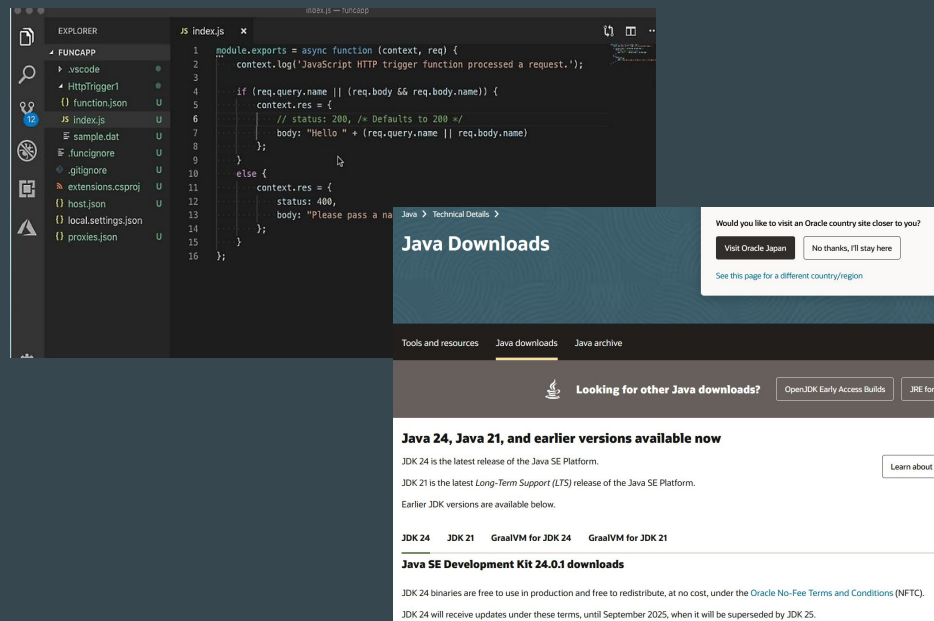 index.js — funcapp
EXPLORER
JS index.js ×
FUNCAPP
.vscode
HttpTrigger1
{} function.json U
JS index.js U
sample.dat U
.funcignore U
.gitignore U
extensions.csproj U
{} host.json U
{} local.settings.json
{} proxies.json U
12
1 module.exports = async function (context, req) {
2 context.log('JavaScript HTTP trigger function processed a request.');
3
4 if (req.query.name || (req.body && req.body.name)) {
5 context.res = {
6 // status: 200, /* Defaults to 200 */
7 body: "Hello " + (req.query.name || req.body.name)
8 };
9 }
10 else {
11 context.res = {
12 status: 400,
13 body: "Please pass a na
14 };
15 }
16 };
Java > Technical Details >
Java Downloads
Would you like to visit an Oracle country site closer to you?
Visit Oracle Japan No thanks, I'll stay here
See this page for a different country/region
Tools and resources Java downloads Java archive
Looking for other Java downloads? OpenJDK Early Access Builds JRE for
Java 24, Java 21, and earlier versions available now
JDK 24 is the latest release of the Java SE Platform.
Learn about
JDK 21 is the latest Long-Term Support (LTS) release of the Java SE Platform.
Earlier JDK versions are available below.
JDK 24 JDK 21 GraalVM for JDK 24 GraalVM for JDK 21
Java SE Development Kit 24.0.1 downloads
JDK 24 binaries are free to use in production and free to redistribute, at no cost, under the Oracle No-Fee Terms and Conditions (NFTC).
JDK 24 will receive updates under these terms, until September 2025, when it will be superseded by JDK 25.